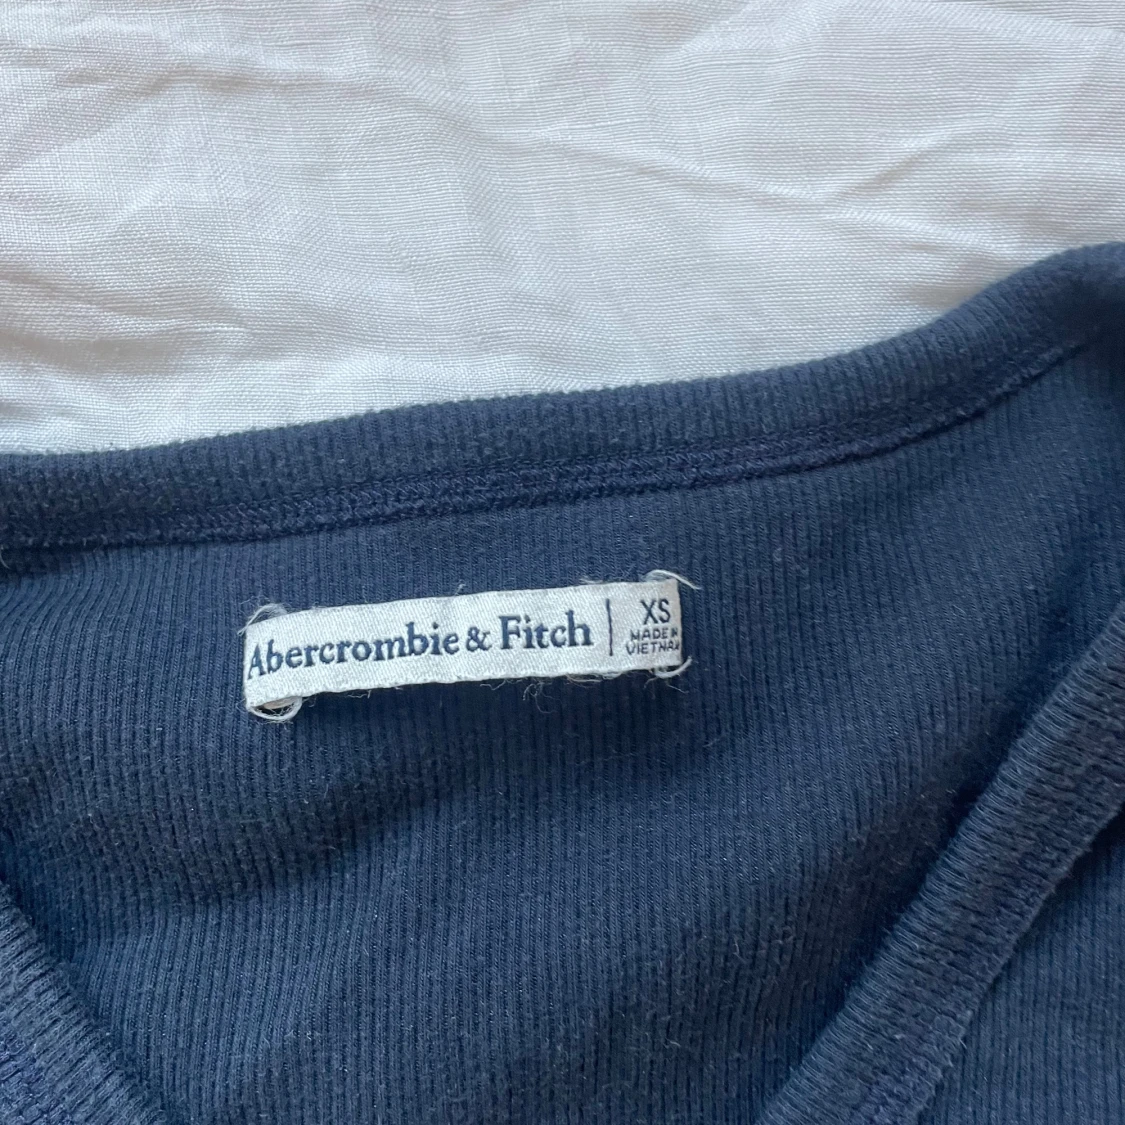 Abercrombie & Fitch | XS
MADE IN
VIETNAM